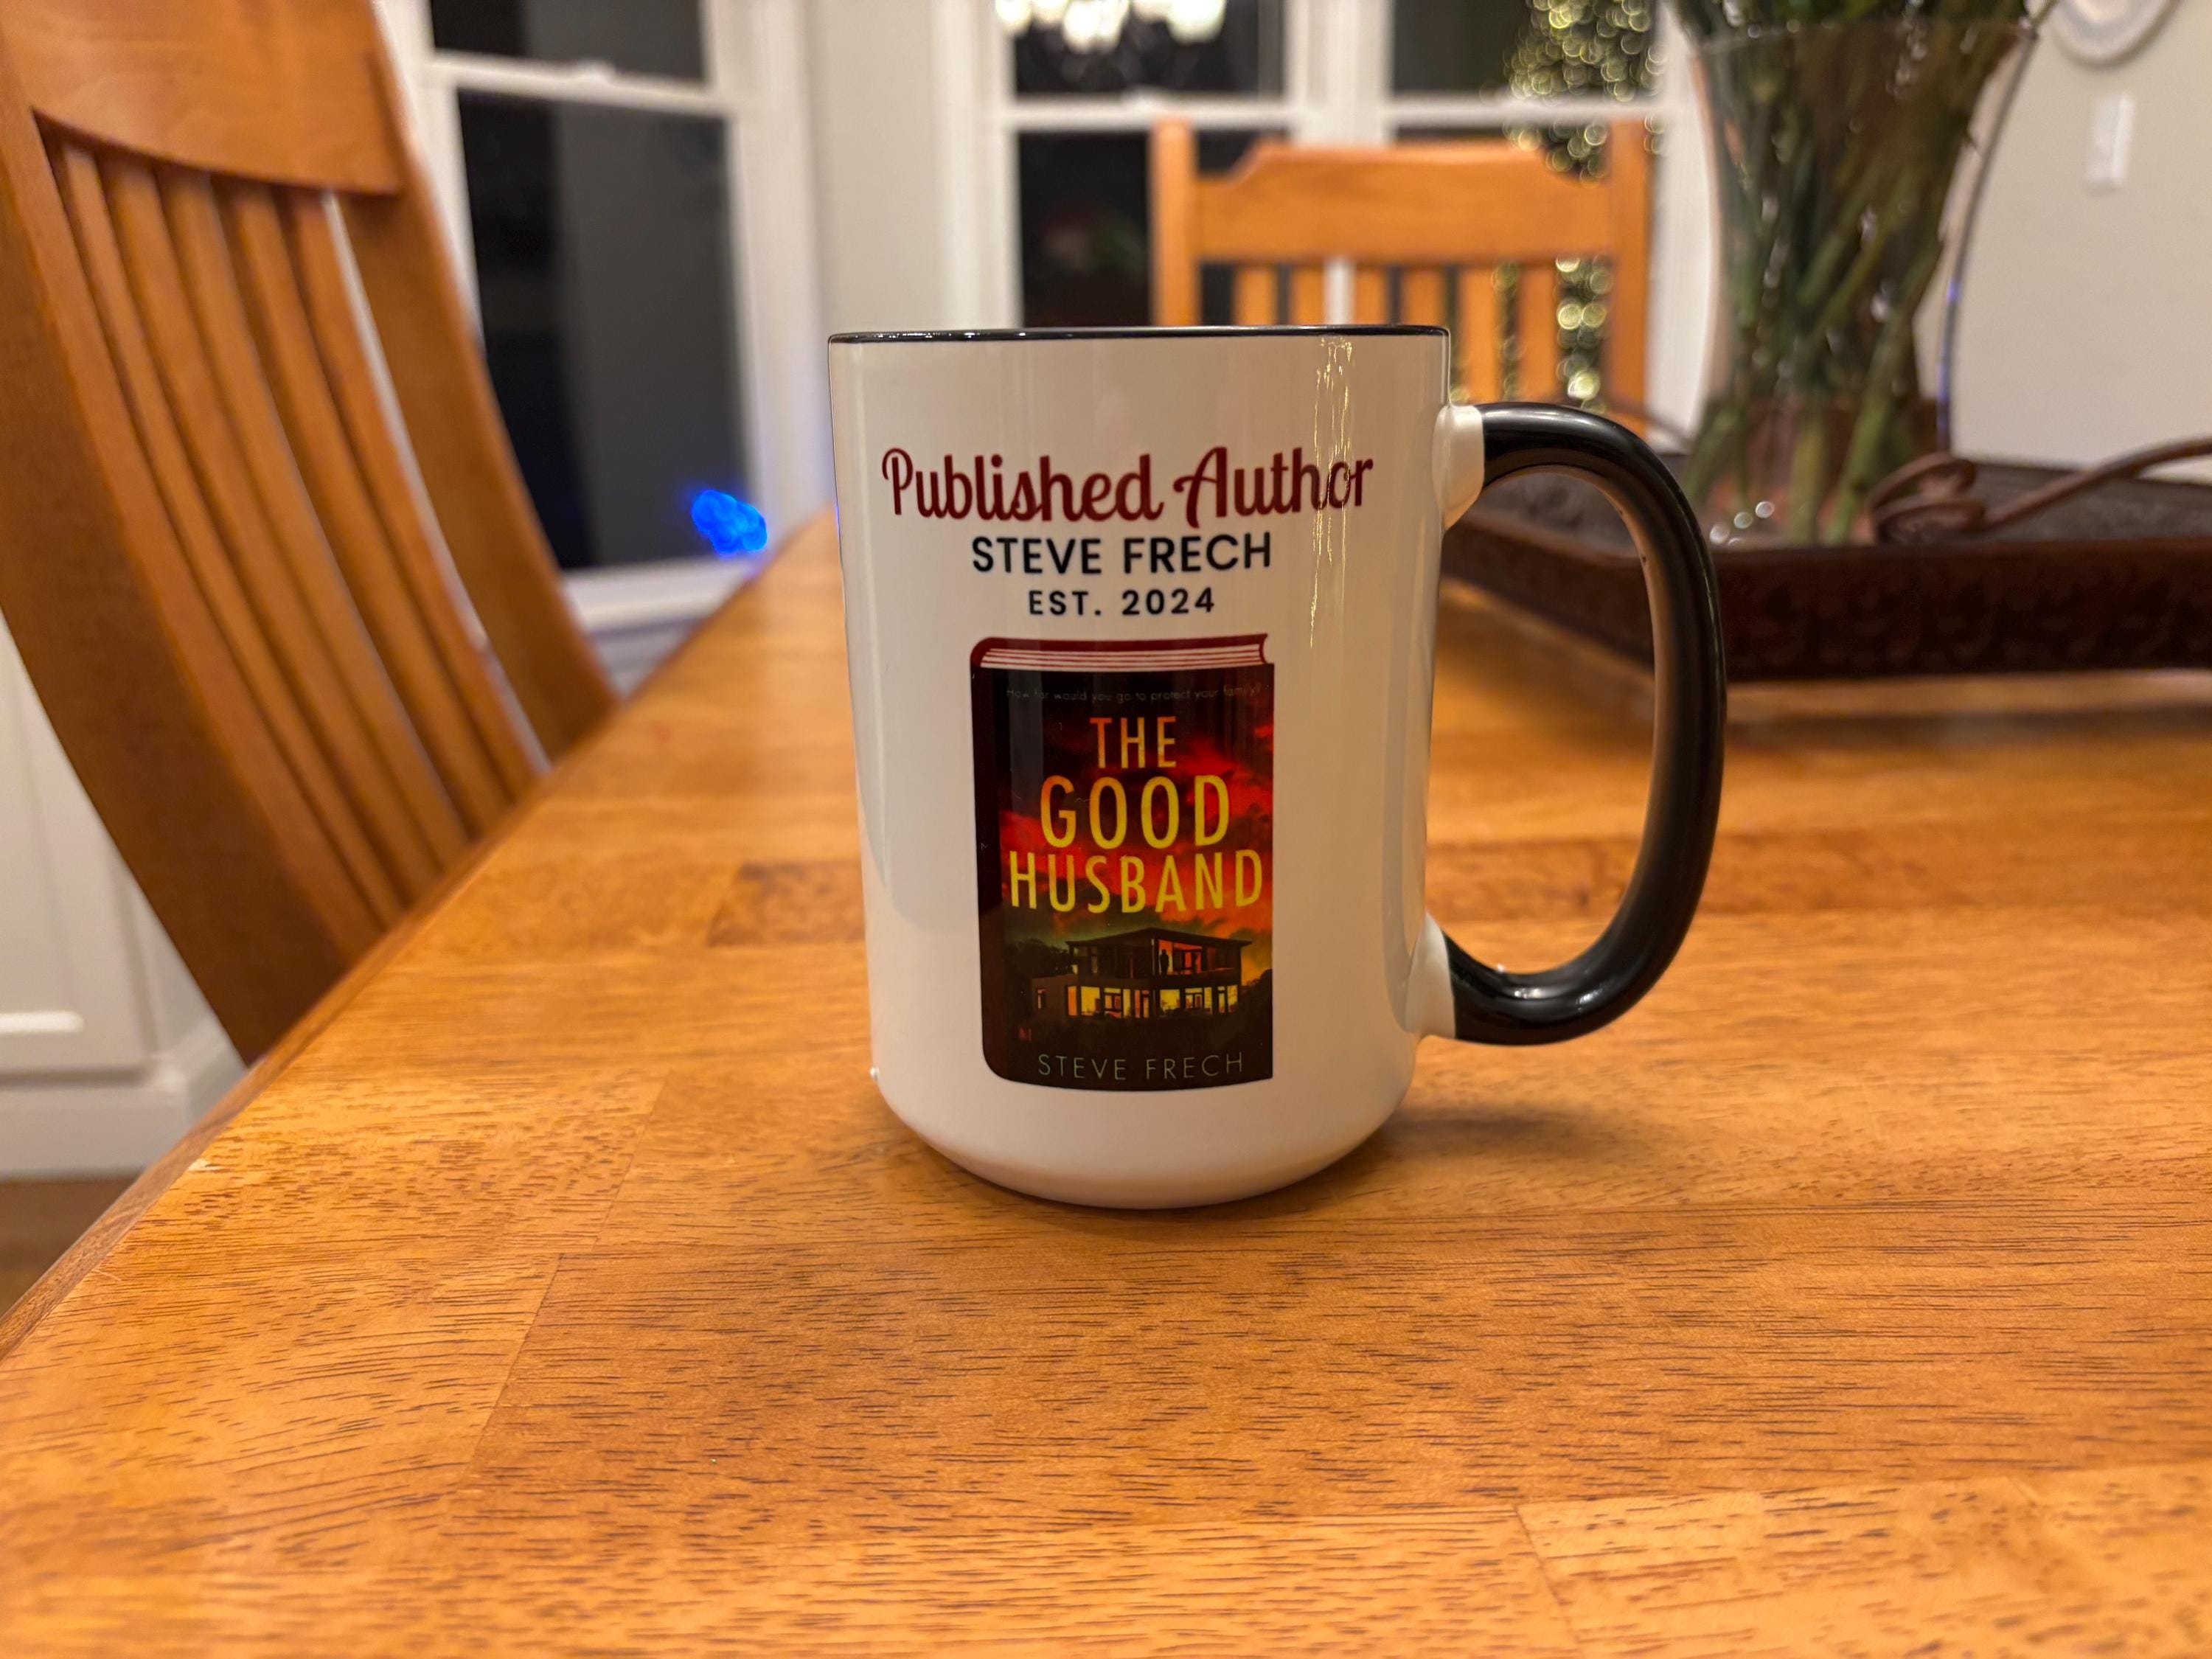 Published Author
STEVE FRECH
EST. 2024
How far would you go to protect your family?
THE
GOOD
HUSBAND
STEVE FRECH